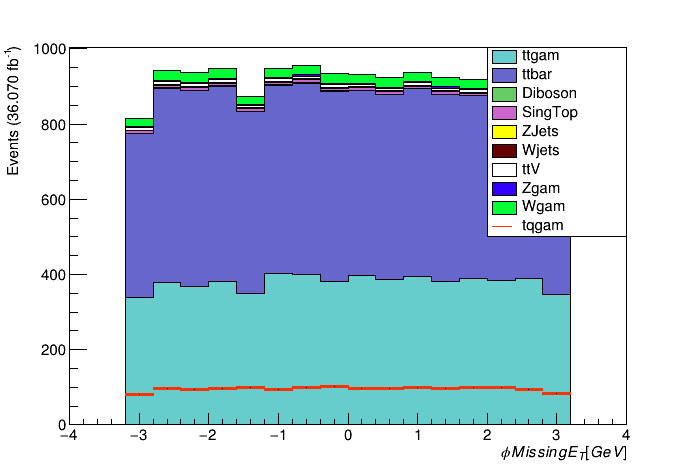 Events (36.070 fb⁻¹)
1000
800
600
400
200
0
ttgam
ttbar
Diboson
SingTop
ZJets
Wjets
ttV
Zgam
Wgam
tqgam
−4 −3 −2 −1 0 1 2 3 4
ϕMissingE_T[GeV]